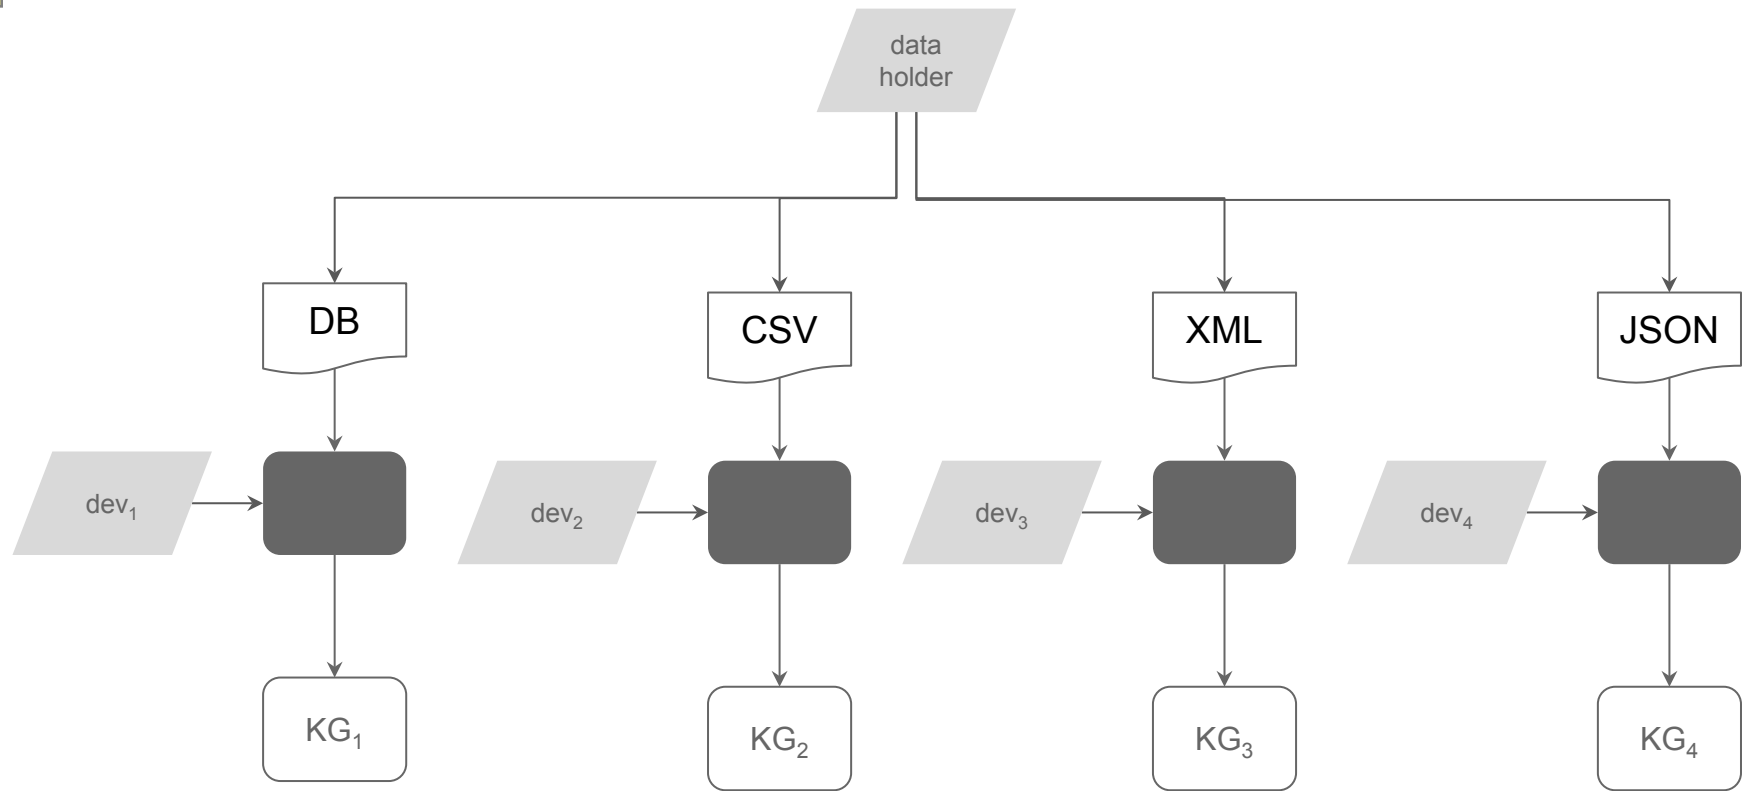 data
holder
DB
CSV
XML
JSON
dev₁
dev₂
dev₃
dev₄
KG₁
KG₂
KG₃
KG₄